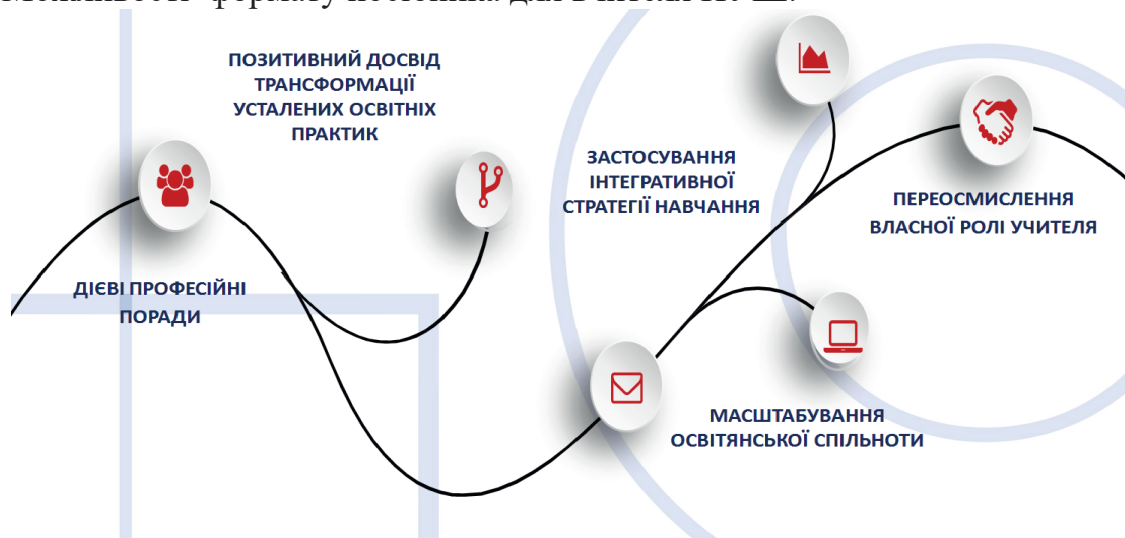 ПОЗИТИВНИЙ ДОСВІД
ТРАНСФОРМАЦІЇ
УСТАЛЕНИХ ОСВІТНІХ
ПРАКТИК
ЗАСТОСУВАННЯ
ІНТЕГРАТИВНОЇ
СТРАТЕГІЇ НАВЧАННЯ
ПЕРЕОСМИСЛЕННЯ
ВЛАСНОЇ РОЛІ УЧИТЕЛЯ
ДІЄВІ ПРОФЕСІЙНІ
ПОРАДИ
МАСШТАБУВАННЯ
ОСВІТЯНСЬКОЇ СПІЛЬНОТИ